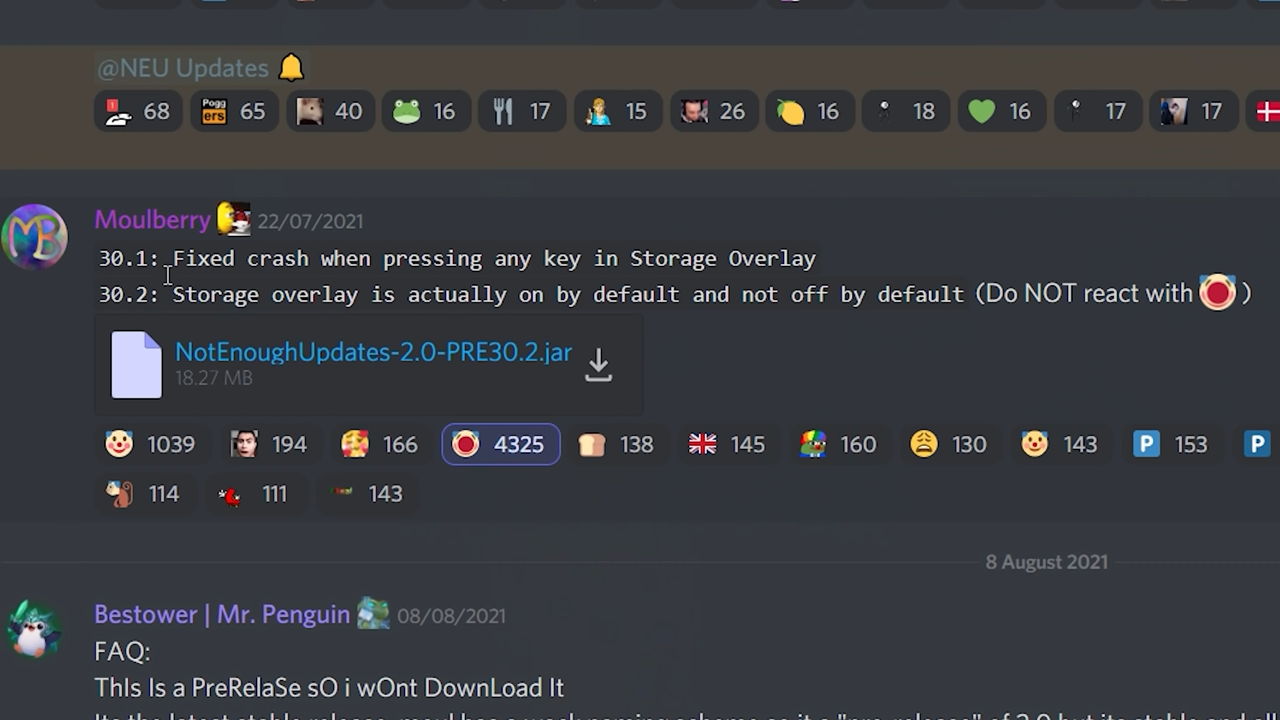 @NEU Updates
68 65 40 16 17 15 26 16 18 16 17 17
Moulberry 22/07/2021
30.1: Fixed crash when pressing any key in Storage Overlay
30.2: Storage overlay is actually on by default and not off by default (Do NOT react with )
NotEnoughUpdates-2.0-PRE30.2.jar
18.27 MB
1039 194 166 4325 138 145 160 130 143 P 153 P
114 111 143
8 August 2021
Bestower | Mr. Penguin 08/08/2021
FAQ:
ThIs Is a PreRelaSe sO i wOnt DownLoad It